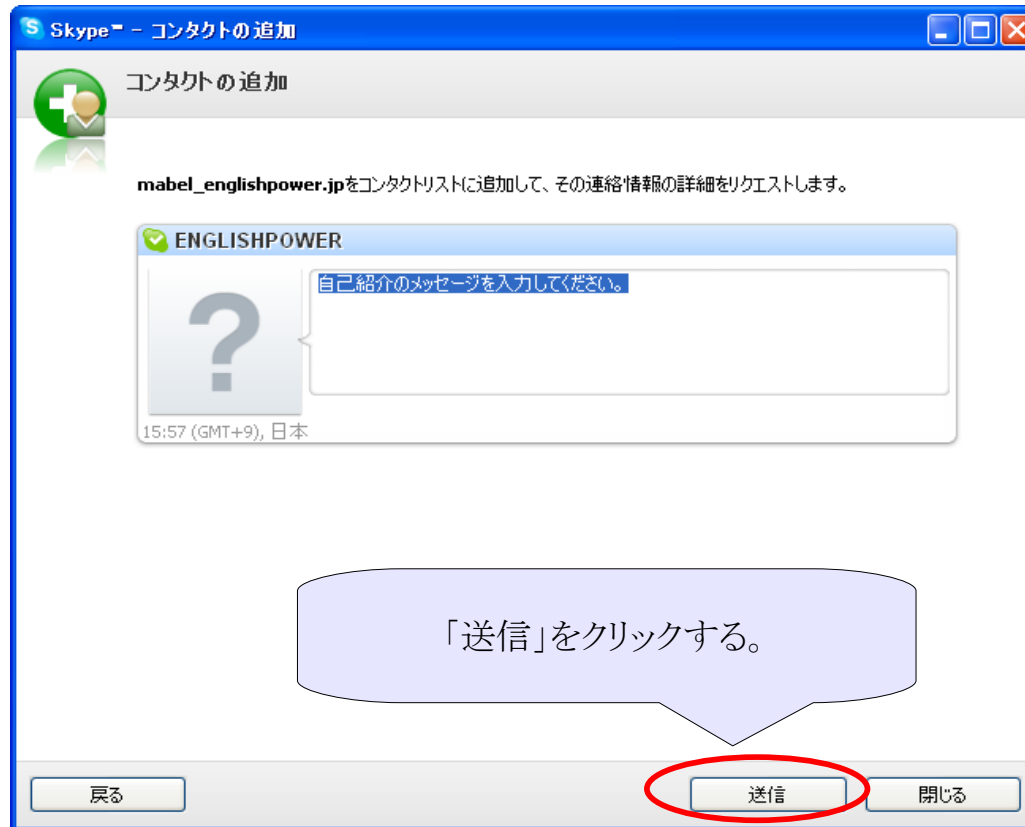 Skype™ - コンタクトの追加
コンタクトの追加
mabel_englishpower.jpをコンタクトリストに追加して、その連絡情報の詳細をリクエストします。
ENGLISHPOWER
自己紹介のメッセージを入力してください。
?
15:57 (GMT+9), 日本
「送信」をクリックする。
戻る
送信
閉じる